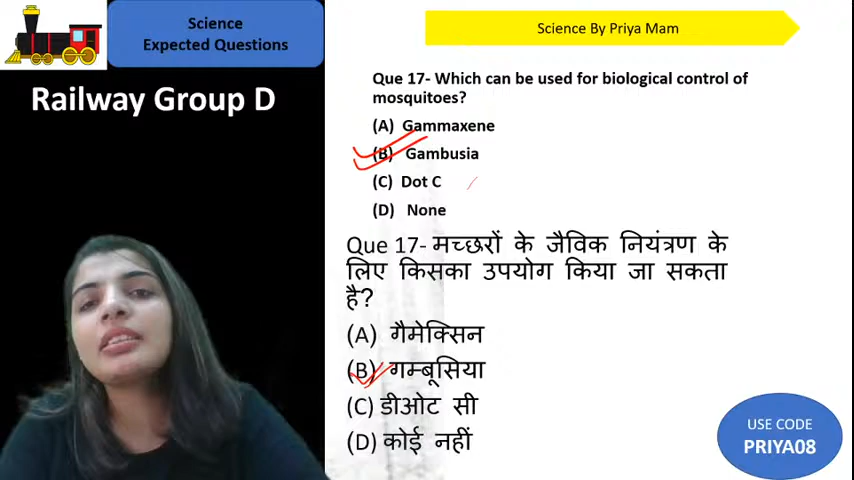 Science
Expected Questions
Railway Group D
Science By Priya Mam
Que 17- Which can be used for biological control of
mosquitoes?
(A) Gammaxene
(B) Gambusia
(C) Dot C
(D) None
Que 17- मच्छरों के जैविक नियंत्रण के
लिए किसका उपयोग किया जा सकता
है?
(A) गैमेक्सिन
(B) गम्बूसिया
(C) डीओट सी
(D) कोई नहीं
USE CODE
PRIYA08